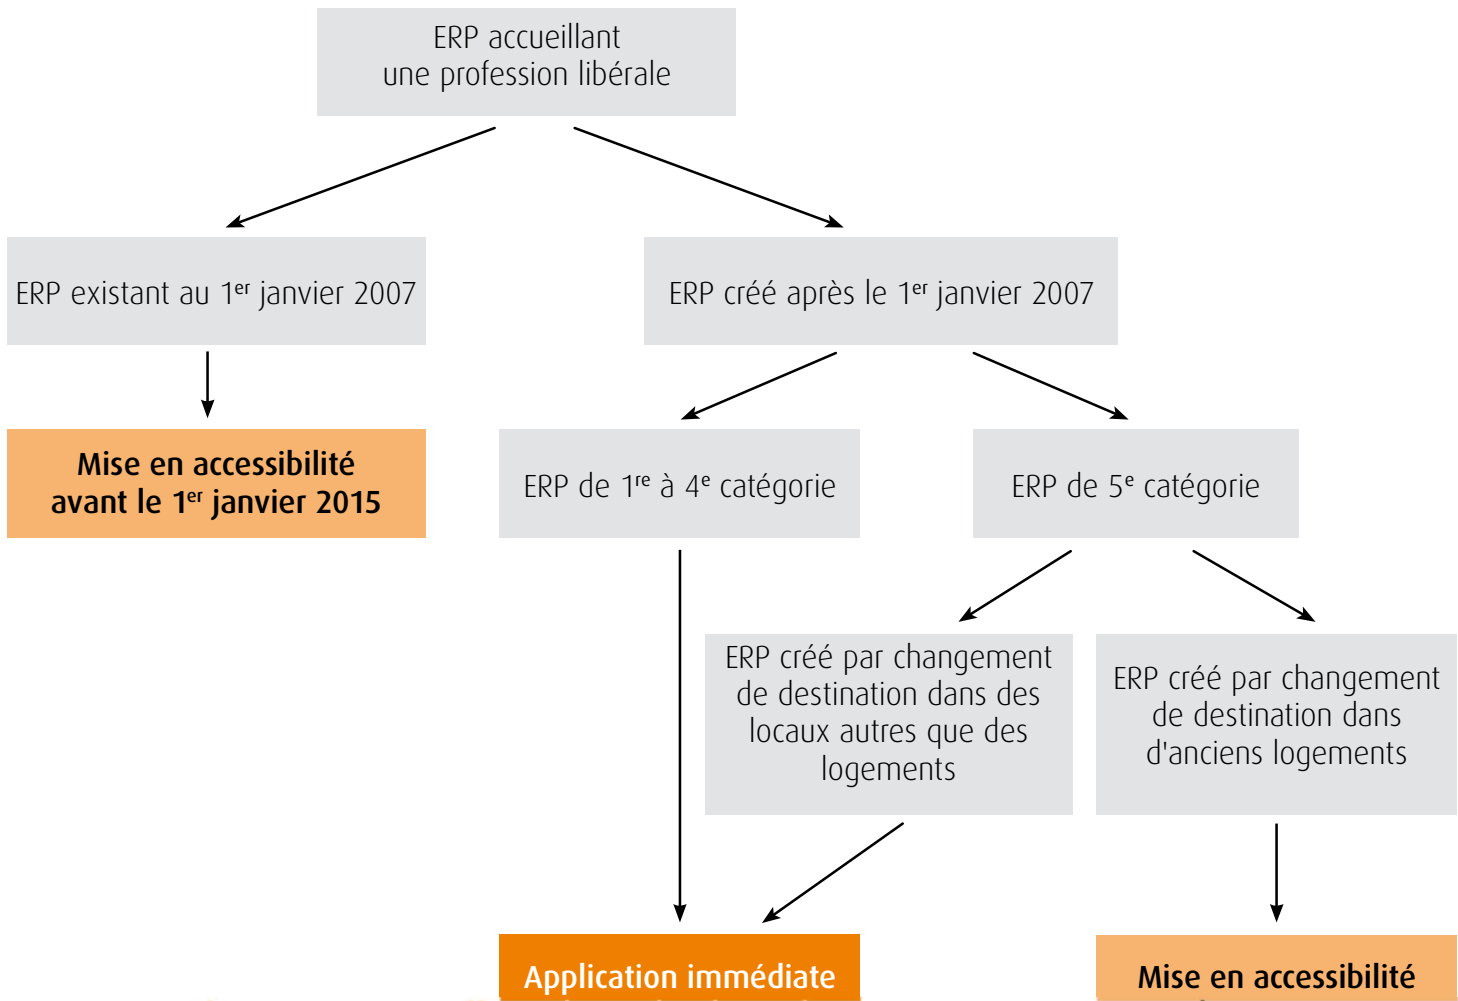 ERP accueillant
une profession libérale
ERP existant au 1er janvier 2007
ERP créé après le 1er janvier 2007
Mise en accessibilité
avant le 1er janvier 2015
ERP de 1re à 4e catégorie
ERP de 5e catégorie
ERP créé par changement
de destination dans des
locaux autres que des
logements
ERP créé par changement
de destination dans
d'anciens logements
Application immédiate
Mise en accessibilité